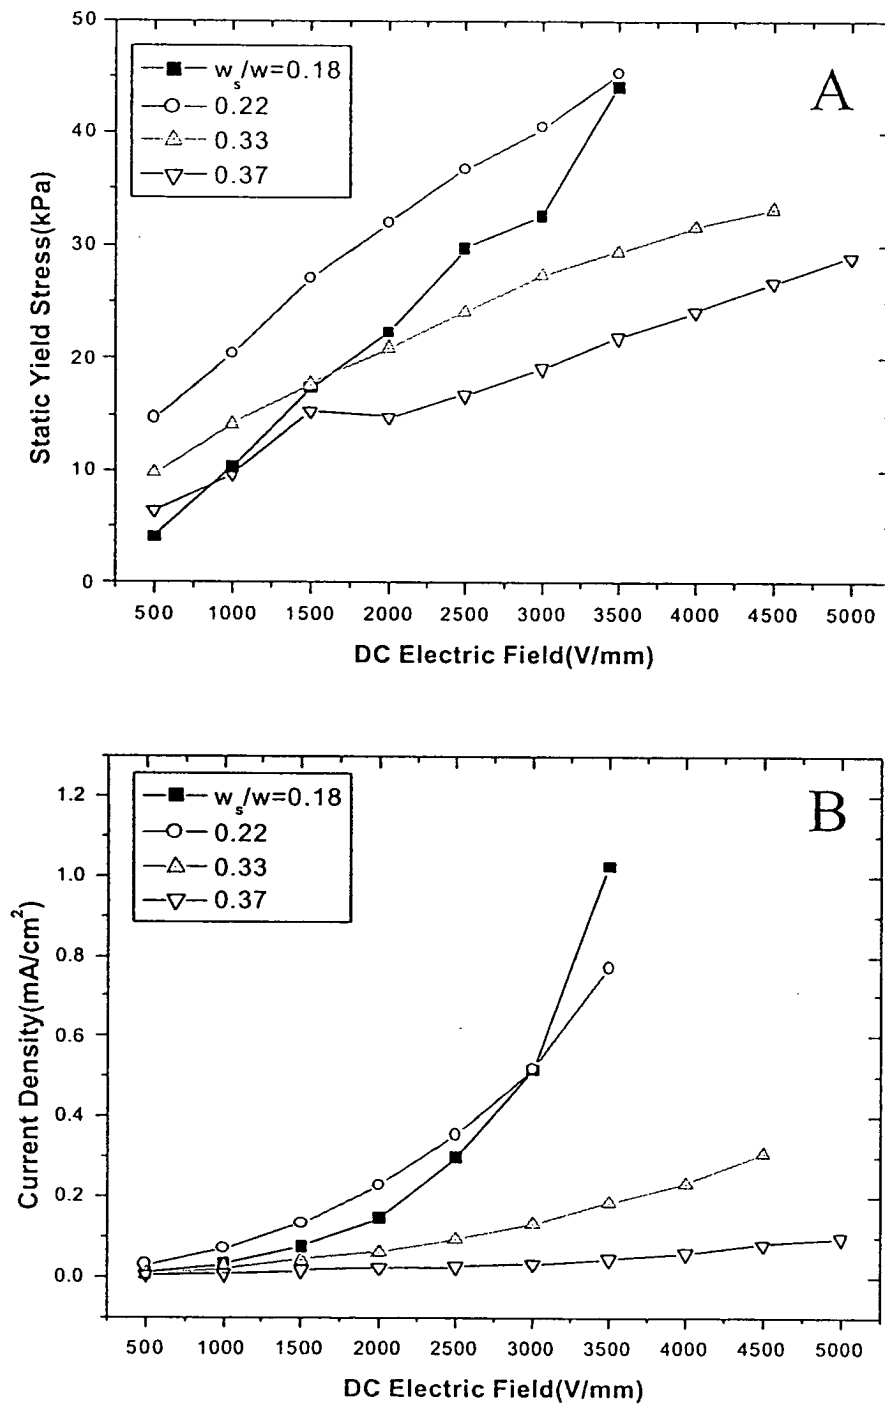 A
w_s/w=0.18
0.22
0.33
0.37
Static Yield Stress(kPa)
50
40
30
20
10
0
500 1000 1500 2000 2500 3000 3500 4000 4500 5000
DC Electric Field(V/mm)
B
w_s/w=0.18
0.22
0.33
0.37
Current Density(mA/cm²)
1.2
1.0
0.8
0.6
0.4
0.2
0.0
500 1000 1500 2000 2500 3000 3500 4000 4500 5000
DC Electric Field(V/mm)